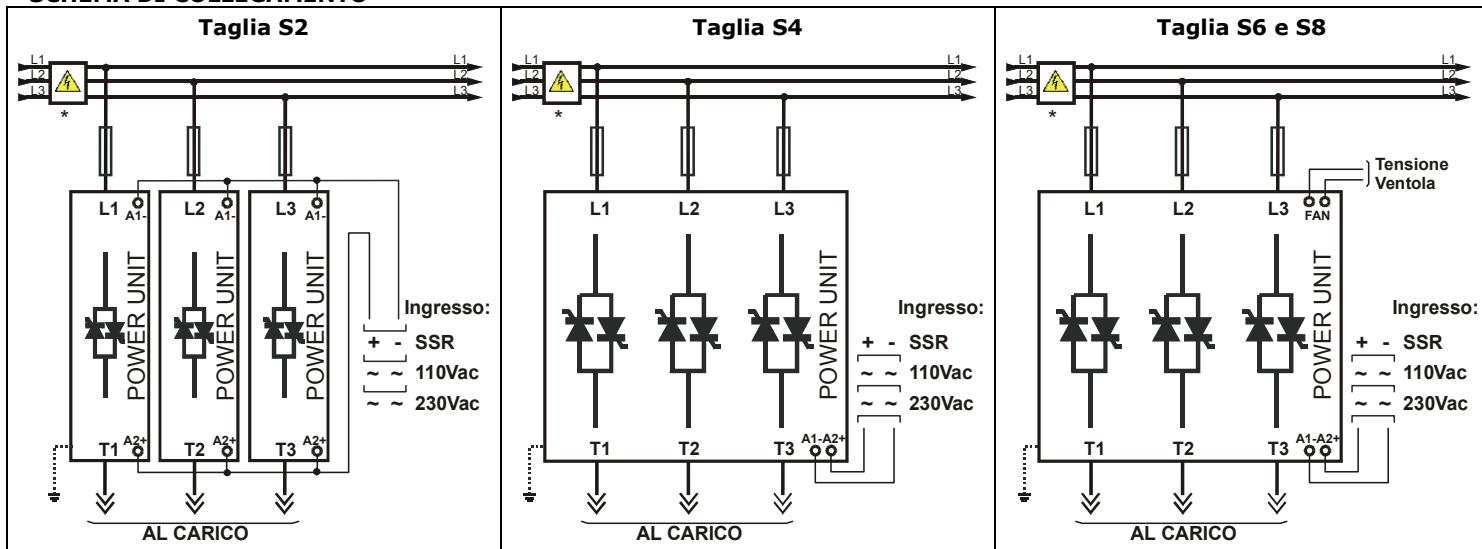 SCHEMA DI COLLEGAMENTO
Taglia S2
L1 L1
L2 L2
L3 L3
*
L1 A1- L2 A1- L3 A1-
POWER UNIT POWER UNIT POWER UNIT
Ingresso:
+ - SSR
~ ~ 110Vac
~ ~ 230Vac
T1 A2+ T2 A2+ T3 A2+
AL CARICO
Taglia S4
L1 L1
L2 L2
L3 L3
*
L1 L2 L3
POWER UNIT
Ingresso:
+ - SSR
~ ~ 110Vac
~ ~ 230Vac
T1 T2 T3 A1- A2+
AL CARICO
Taglia S6 e S8
L1 L1
L2 L2
L3 L3
*
Tensione
Ventola
L1 L2 L3 FAN
POWER UNIT
Ingresso:
+ - SSR
~ ~ 110Vac
~ ~ 230Vac
T1 T2 T3 A1- A2+
AL CARICO